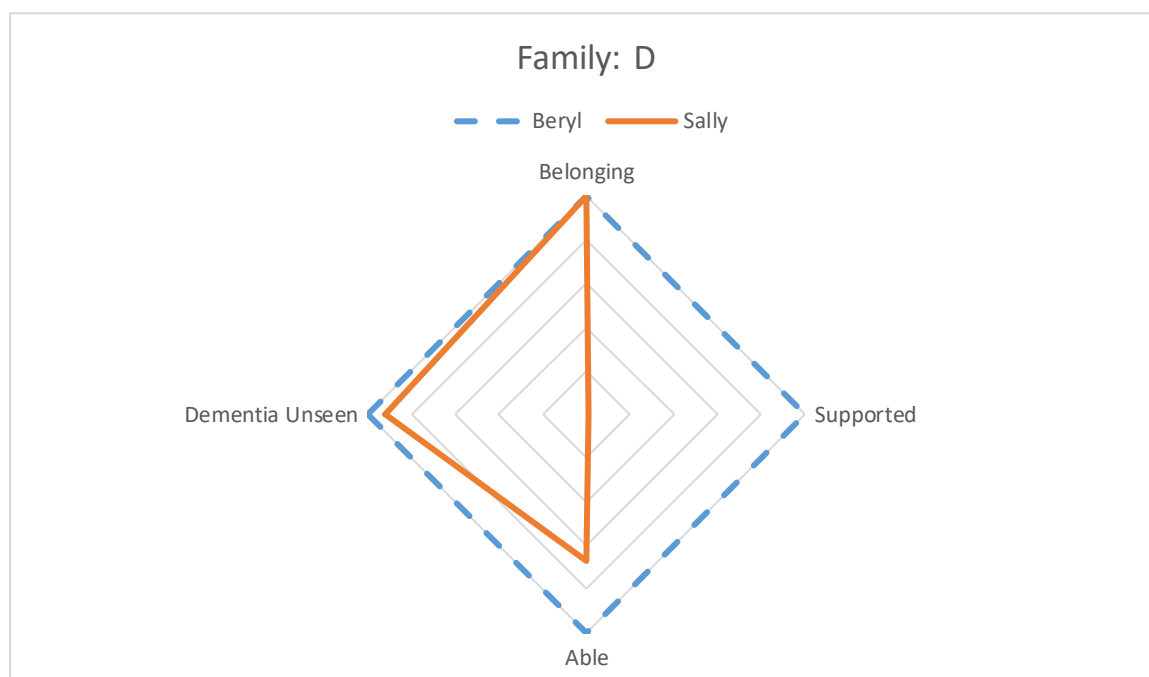 Family: D
Beryl Sally
Belonging
Dementia Unseen
Supported
Able